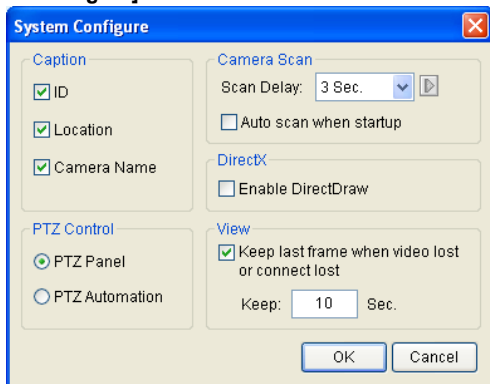 System Configure
Caption
ID
Location
Camera Name
Camera Scan
Scan Delay: 3 Sec.
Auto scan when startup
DirectX
Enable DirectDraw
PTZ Control
PTZ Panel
PTZ Automation
View
Keep last frame when video lost
or connect lost
Keep: 10 Sec.
OK Cancel